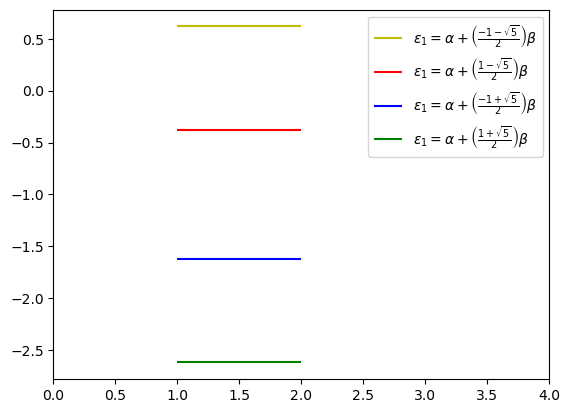 0.5
0.0
−0.5
−1.0
−1.5
−2.0
−2.5
0.0 0.5 1.0 1.5 2.0 2.5 3.0 3.5 4.0
ε₁ = α + ((−1−√5)/2)β
ε₁ = α + ((1−√5)/2)β
ε₁ = α + ((−1+√5)/2)β
ε₁ = α + ((1+√5)/2)β